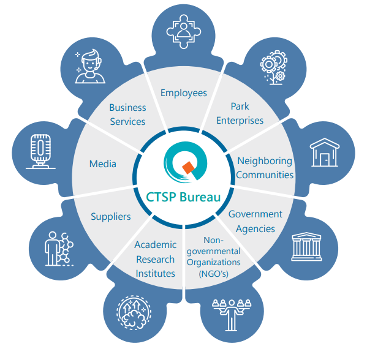 Employees
Park
Enterprises
Neighboring
Communities
Government
Agencies
Non-
governmental
Organizations
(NGO's)
Academic
Research
Institutes
Suppliers
Media
Business
Services
CTSP Bureau